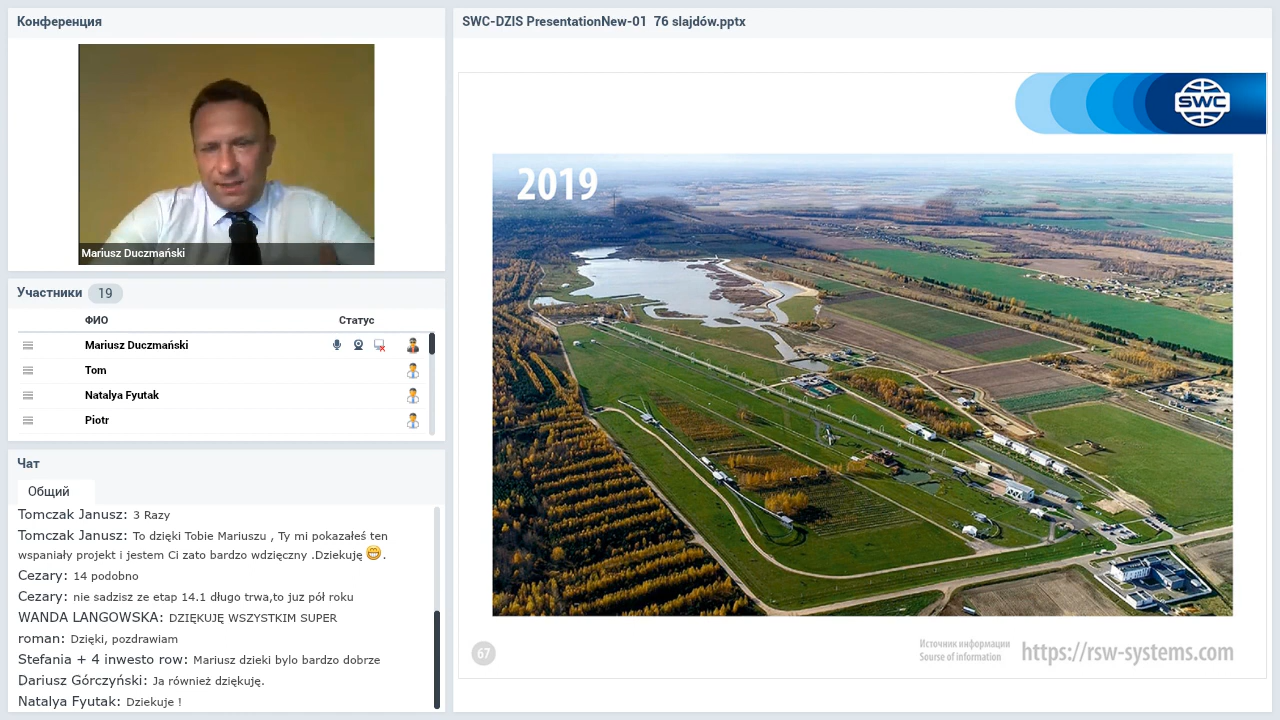 Конференция
Mariusz Duczmański
Участники 19
ФИО Статус
Mariusz Duczmański
Tom
Natalya Fyutak
Piotr
Чат
Общий
Tomczak Janusz: 3 Razy
Tomczak Janusz: To dzięki Tobie Mariuszu , Ty mi pokazałeś ten
wspaniały projekt i jestem Ci zato bardzo wdzięczny .Dziekuję 😁.
Cezary: 14 podobno
Cezary: nie sadzisz ze etap 14.1 długo trwa,to juz pół roku
WANDA LANGOWSKA: DZIĘKUJĘ WSZYSTKIM SUPER
roman: Dzięki, pozdrawiam
Stefania + 4 inwesto row: Mariusz dźieki bylo bardzo dobrze
Dariusz Górczyński: Ja również dziękuję.
Natalya Fyutak: Dziekuje !
SWC-DZIS PresentationNew-01 76 slajdów.pptx
SWC
2019
67
Источник информации
Sourse of information
https://rsw-systems.com